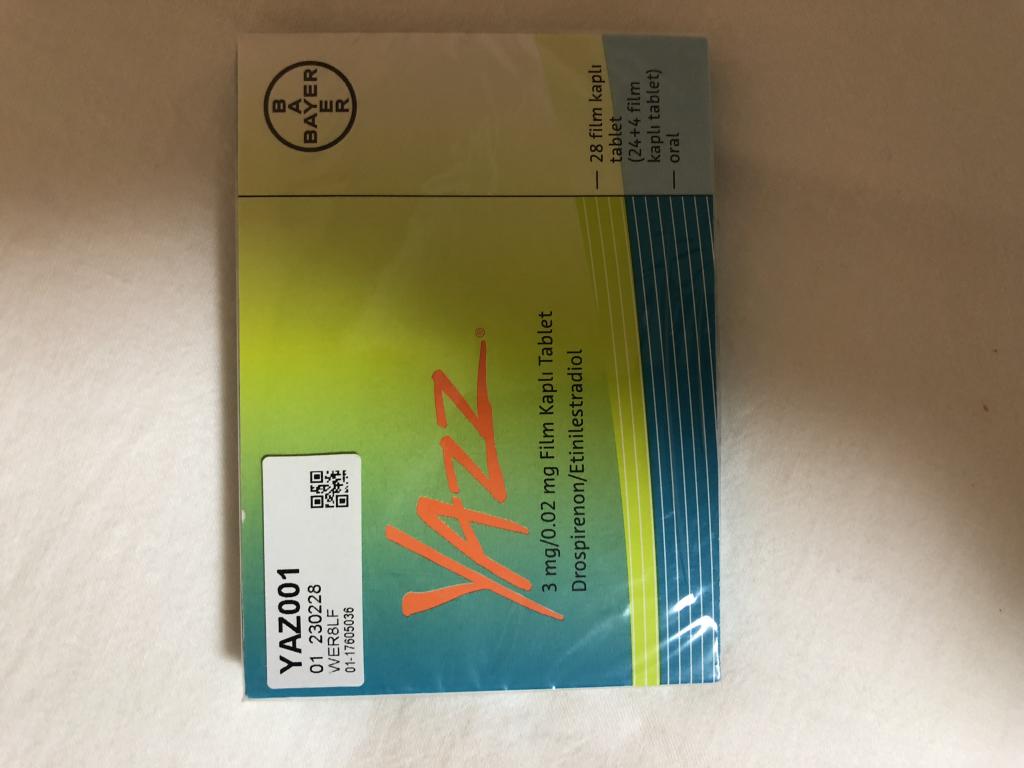 BAYER
BAYER
28 film kaplı
tablet
(24+4 film
kaplı tablet)
oral
YAZZ®
3 mg/0.02 mg Film Kaplı Tablet
Drospirenon/Etinilestradiol
YAZ001
01 230228
WER8LF
01-17605036